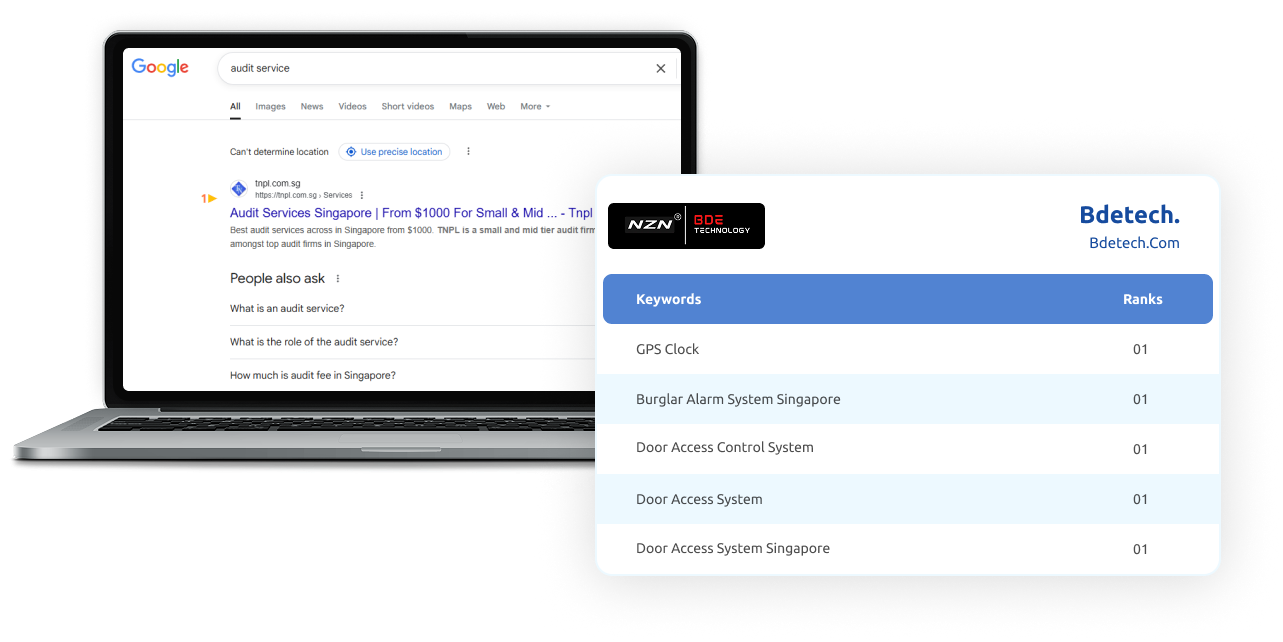 Google
audit service
All Images News Videos Short videos Maps Web More
Can't determine location Use precise location
tnpl.com.sg
https://tnpl.com.sg › Services
1
Audit Services Singapore | From $1000 For Small & Mid ... - Tnpl
Best audit services across in Singapore from $1000. TNPL is a small and mid tier audit firm
amongst top audit firms in Singapore.
People also ask
What is an audit service?
What is the role of the audit service?
How much is audit fee in Singapore?
NZN® BDE
TECHNOLOGY
Bdetech.
Bdetech.Com
Keywords Ranks
GPS Clock 01
Burglar Alarm System Singapore 01
Door Access Control System 01
Door Access System 01
Door Access System Singapore 01